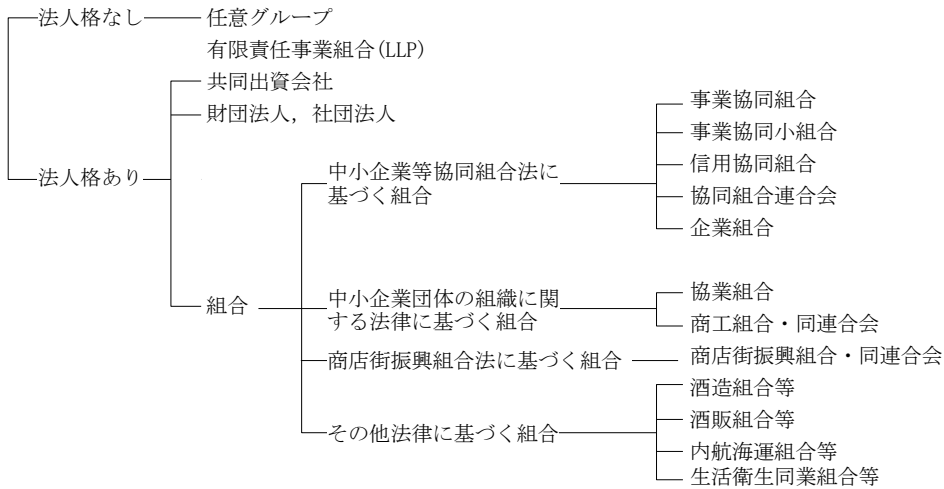 法人格なし
任意グループ
有限責任事業組合(LLP)
共同出資会社
財団法人，社団法人
法人格あり
組合
中小企業等協同組合法に
基づく組合
事業協同組合
事業協同小組合
信用協同組合
協同組合連合会
企業組合
中小企業団体の組織に関
する法律に基づく組合
協業組合
商工組合・同連合会
商店街振興組合法に基づく組合
商店街振興組合・同連合会
その他法律に基づく組合
酒造組合等
酒販組合等
内航海運組合等
生活衛生同業組合等